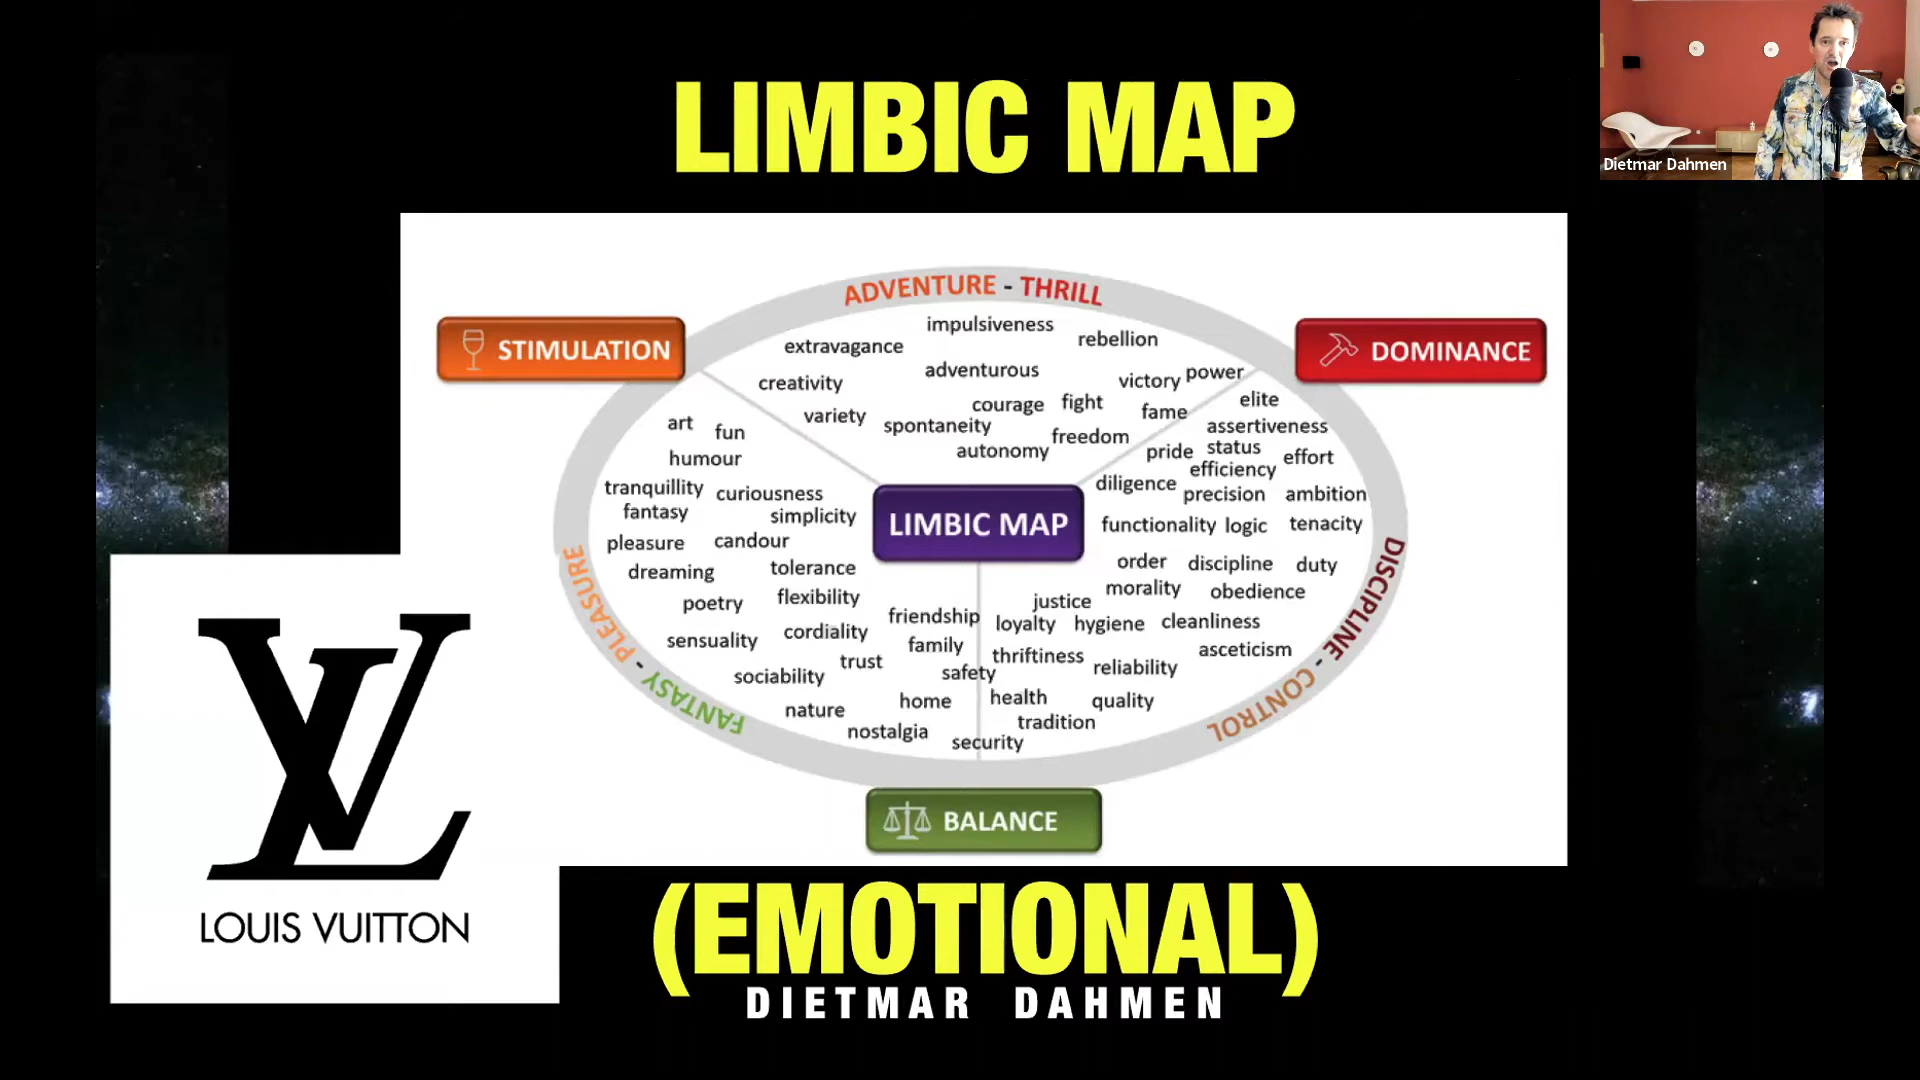 LIMBIC MAP
Dietmar Dahmen
ADVENTURE - THRILL
STIMULATION
DOMINANCE
impulsiveness
rebellion
extravagance
adventurous
creativity
victory
power
courage
fight
fame
variety
spontaneity
freedom
autonomy
elite
assertiveness
pride
status
effort
efficiency
diligence
precision
ambition
functionality
logic
tenacity
art
fun
humour
tranquillity
curiousness
fantasy
simplicity
pleasure
candour
dreaming
tolerance
poetry
flexibility
LIMBIC MAP
order
discipline
duty
morality
obedience
justice
loyalty
hygiene
cleanliness
asceticism
thriftiness
reliability
health
quality
tradition
friendship
cordiality
sensuality
family
trust
safety
sociability
home
nature
nostalgia
security
FANTASY - PLEASURE
DISCIPLINE - CONTROL
BALANCE
LV
LOUIS VUITTON
(EMOTIONAL)
DIETMAR DAHMEN